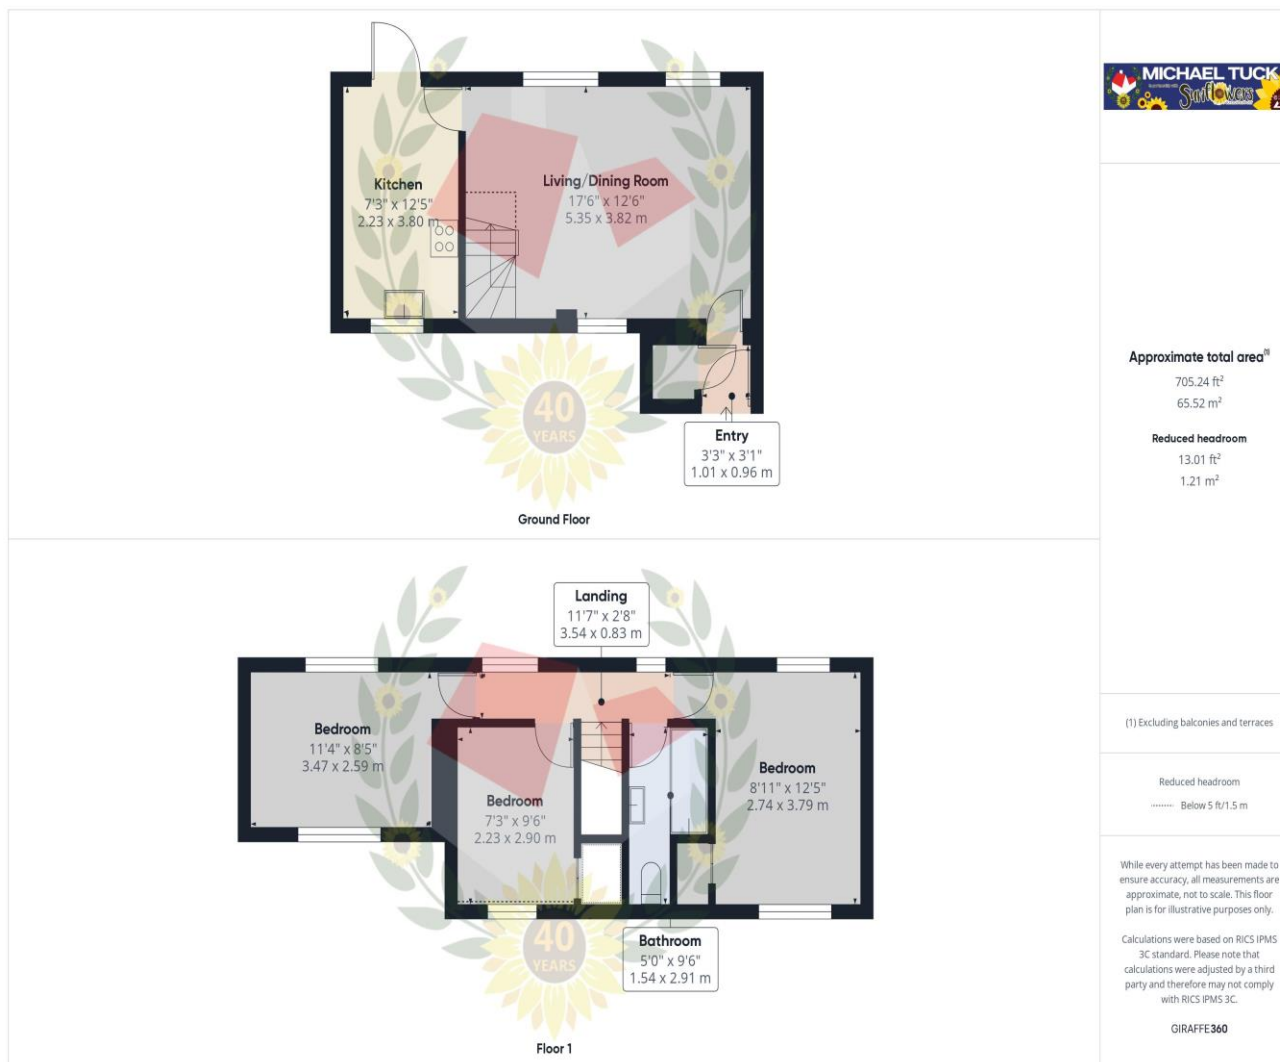 Kitchen
7'3" x 12'5"
2.23 x 3.80 m
Living/Dining Room
17'6" x 12'6"
5.35 x 3.82 m
40
YEARS
Entry
3'3" x 3'1"
1.01 x 0.96 m
Ground Floor
Landing
11'7" x 2'8"
3.54 x 0.83 m
Bedroom
11'4" x 8'5"
3.47 x 2.59 m
Bedroom
7'3" x 9'6"
2.23 x 2.90 m
Bedroom
8'11" x 12'5"
2.74 x 3.79 m
40
YEARS
Bathroom
5'0" x 9'6"
1.54 x 2.91 m
Floor 1
MICHAEL TUCK
Sunflowers
Approximate total area⁽¹⁾
705.24 ft²
65.52 m²
Reduced headroom
13.01 ft²
1.21 m²
(1) Excluding balconies and terraces
Reduced headroom
Below 5 ft/1.5 m
While every attempt has been made to
ensure accuracy, all measurements are
approximate, not to scale. This floor
plan is for illustrative purposes only.
Calculations were based on RICS IPMS
3C standard. Please note that
calculations were adjusted by a third
party and therefore may not comply
with RICS IPMS 3C.
GIRAFFE360